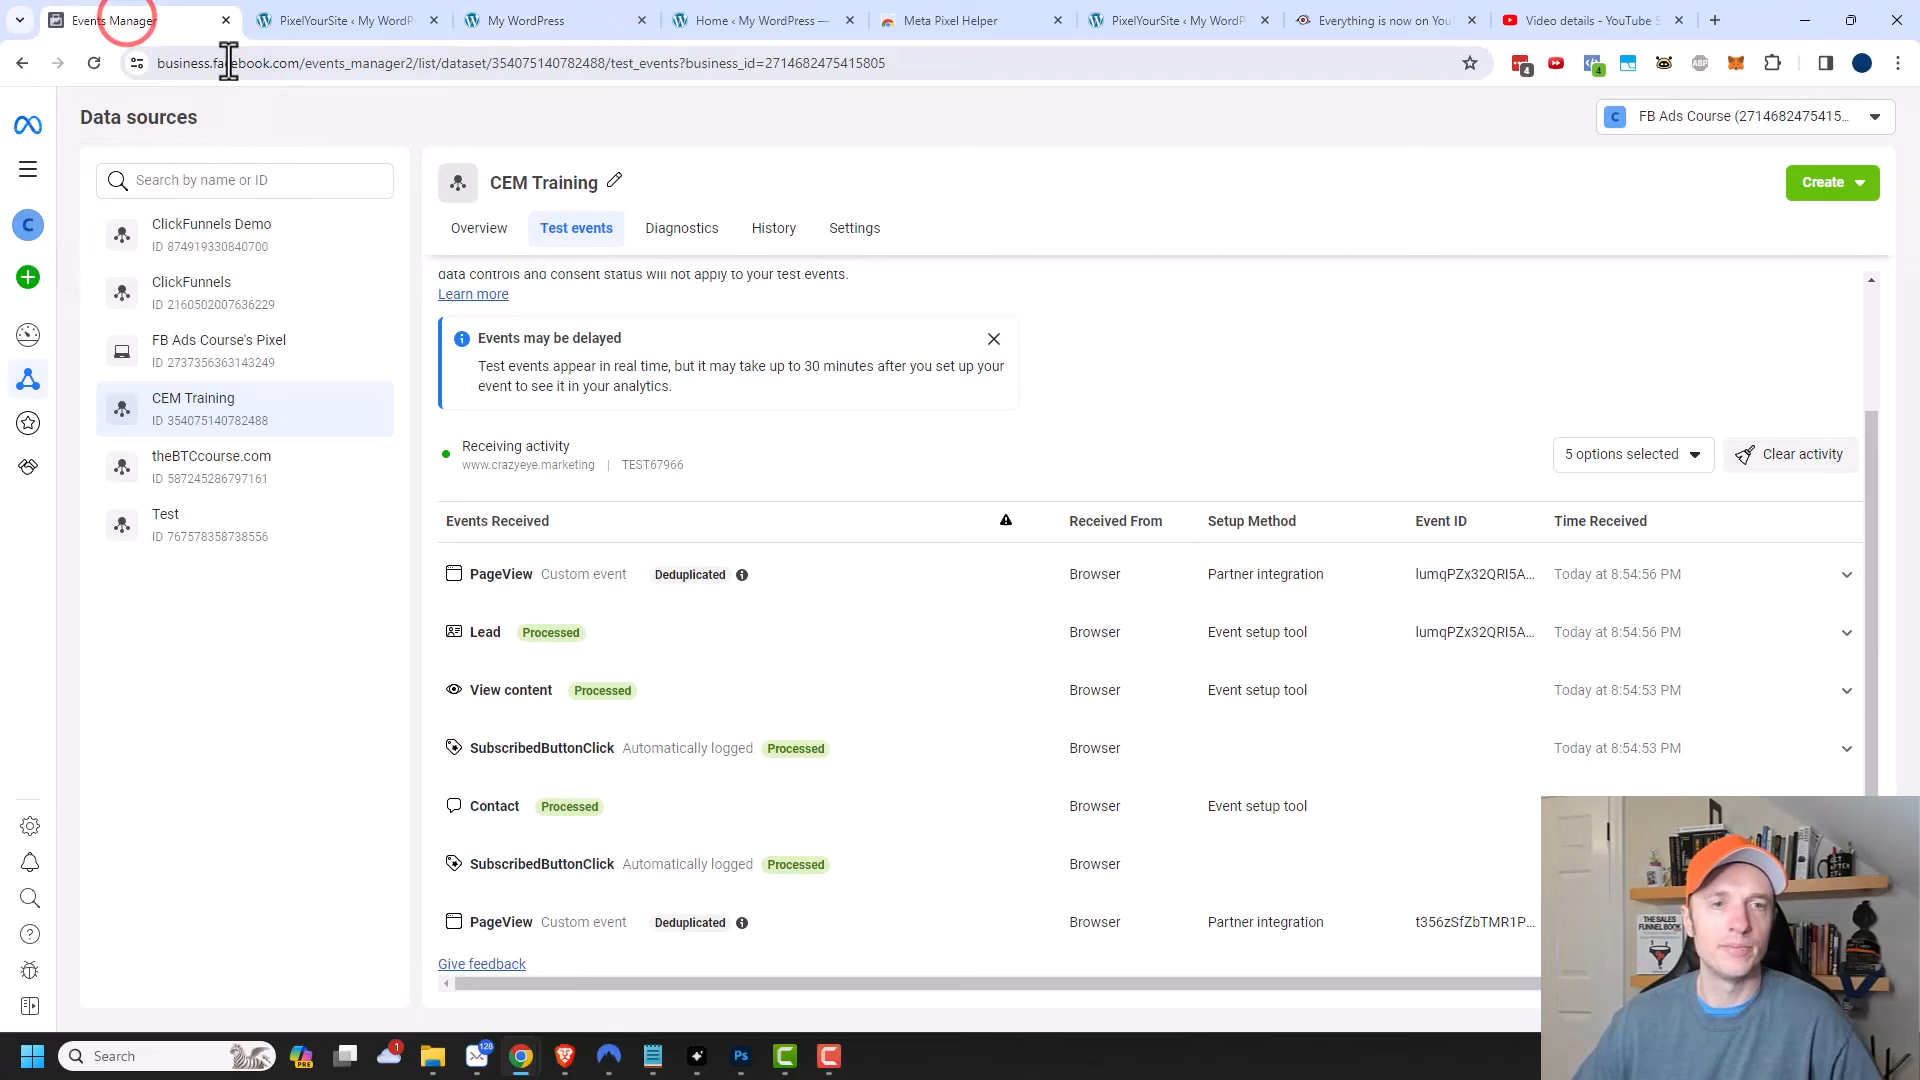 Events Manager
PixelYourSite ‹ My WordP
My WordPress
Home ‹ My WordPress —
Meta Pixel Helper
PixelYourSite ‹ My WordP
Everything is now on You
Video details - YouTube S
business.facebook.com/events_manager2/list/dataset/354075140782488/test_events?business_id=2714682475415805
4
4
ABP
Data sources
C FB Ads Course (2714682475415...
Search by name or ID
C
ClickFunnels Demo
ID 874919330840700
ClickFunnels
ID 2160502007636229
FB Ads Course's Pixel
ID 2737356363143249
CEM Training
ID 354075140782488
theBTCcourse.com
ID 587245286797161
Test
ID 767578358738556
CEM Training
Create
Overview
Test events
Diagnostics
History
Settings
data controls and consent status will not apply to your test events.
Learn more
Events may be delayed
Test events appear in real time, but it may take up to 30 minutes after you set up your
event to see it in your analytics.
Receiving activity
www.crazyeye.marketing | TEST67966
5 options selected
Clear activity
Events Received Received From Setup Method Event ID Time Received
PageView Custom event Deduplicated Browser Partner integration lumqPZx32QRI5A... Today at 8:54:56 PM
Lead Processed Browser Event setup tool lumqPZx32QRI5A... Today at 8:54:56 PM
View content Processed Browser Event setup tool Today at 8:54:53 PM
SubscribedButtonClick Automatically logged Processed Browser Today at 8:54:53 PM
Contact Processed Browser Event setup tool
SubscribedButtonClick Automatically logged Processed Browser
PageView Custom event Deduplicated Browser Partner integration t356zSfZbTMR1P...
Give feedback
THE SALES
FUNNEL BOOK
Search
PRE
1
128
Ps